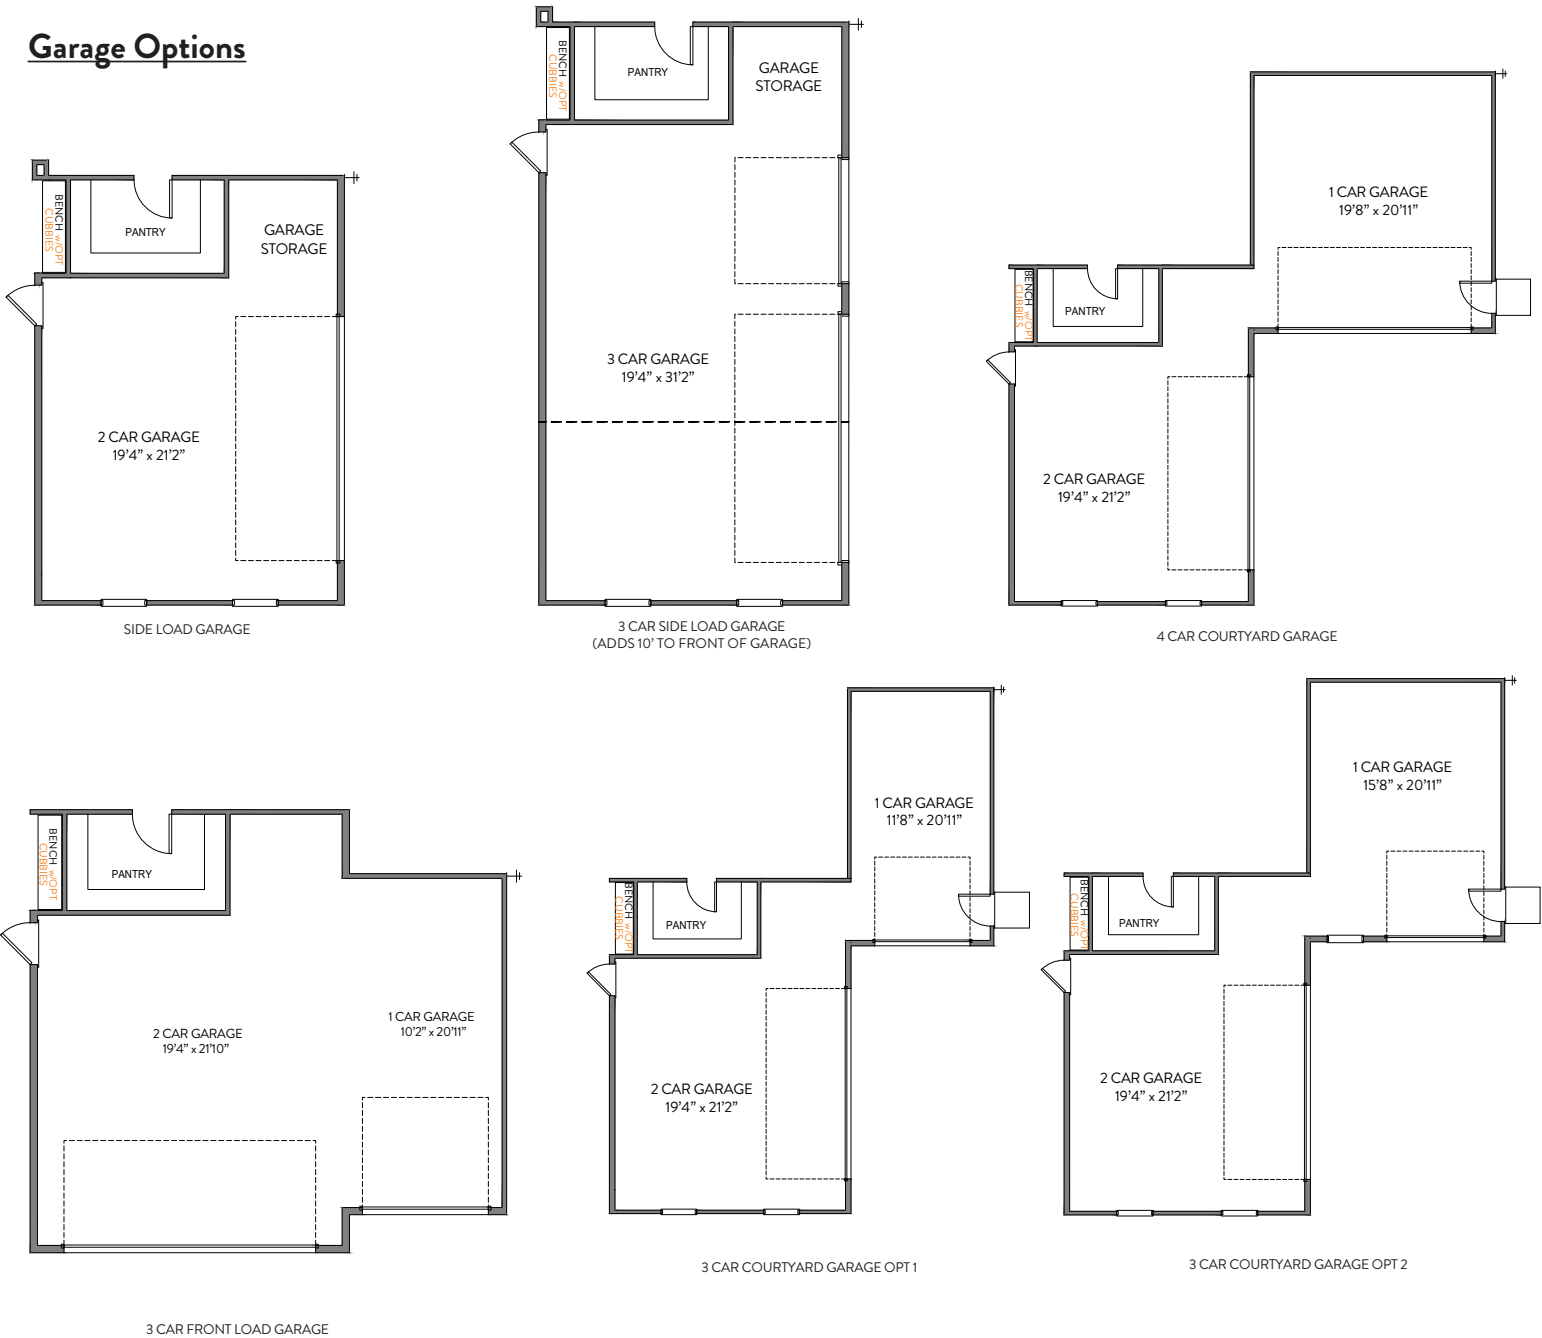 Garage Options
BENCH w/OPT
CUBBIES
PANTRY
GARAGE
STORAGE
2 CAR GARAGE
19'4” x 21'2”
SIDE LOAD GARAGE
BENCH w/OPT
CUBBIES
PANTRY
GARAGE
STORAGE
3 CAR GARAGE
19'4” x 31'2”
3 CAR SIDE LOAD GARAGE
(ADDS 10' TO FRONT OF GARAGE)
1 CAR GARAGE
19'8” x 20'11”
BENCH w/OPT
CUBBIES
PANTRY
2 CAR GARAGE
19'4” x 21'2”
4 CAR COURTYARD GARAGE
BENCH w/OPT
CUBBIES
PANTRY
2 CAR GARAGE
19'4” x 21'10”
1 CAR GARAGE
10'2” x 20'11”
3 CAR FRONT LOAD GARAGE
1 CAR GARAGE
11'8” x 20'11”
BENCH w/OPT
CUBBIES
PANTRY
2 CAR GARAGE
19'4” x 21'2”
3 CAR COURTYARD GARAGE OPT 1
1 CAR GARAGE
15'8” x 20'11”
BENCH w/OPT
CUBBIES
PANTRY
2 CAR GARAGE
19'4” x 21'2”
3 CAR COURTYARD GARAGE OPT 2